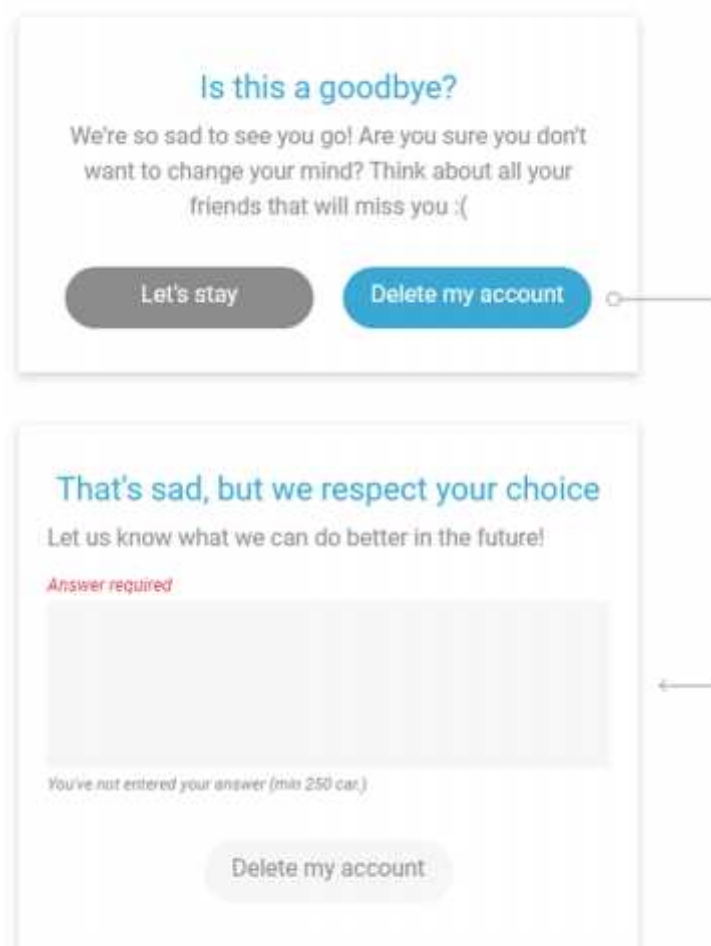 Is this a goodbye?
We're so sad to see you go! Are you sure you don't
want to change your mind? Think about all your
friends that will miss you :(
Let's stay
Delete my account
That's sad, but we respect your choice
Let us know what we can do better in the future!
Answer required
You've not entered your answer (min 250 car.)
Delete my account